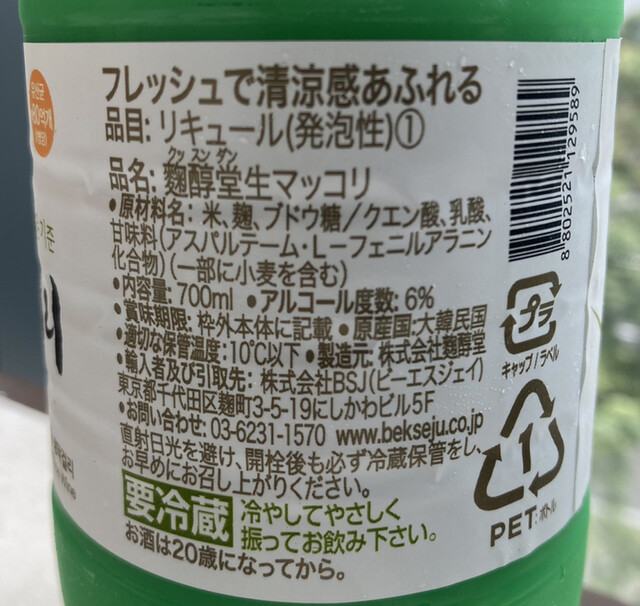 フレッシュで清涼感あふれる
品目: リキュール(発泡性)①
クッ スン ダン
品名: 麴醇堂生マッコリ
•原材料名: 米、麹、ブドウ糖／クエン酸、乳酸、
甘味料(アスパルテーム・L-フェニルアラニン
化合物) (一部に小麦を含む)
•内容量: 700ml •アルコール度数: 6%
•賞味期限: 枠外本体に記載 •原産国: 大韓民国
•適切な保管温度: 10℃以下 •製造元: 株式会社麴醇堂
•輸入者及び引取先: 株式会社BSJ(ビーエスジェイ)
東京都千代田区麹町3-5-19にしかわビル5F
•お問い合わせ: 03-6231-1570 www.bekseju.co.jp
直射日光を避け、開栓後も必ず冷蔵保管をし、
お早めにお召し上がりください。
要冷蔵 冷やしてやさしく
振ってお飲み下さい。
お酒は20歳になってから。
8 802521 129589
プラ
キャップ/ラベル
1
PET: ボトル